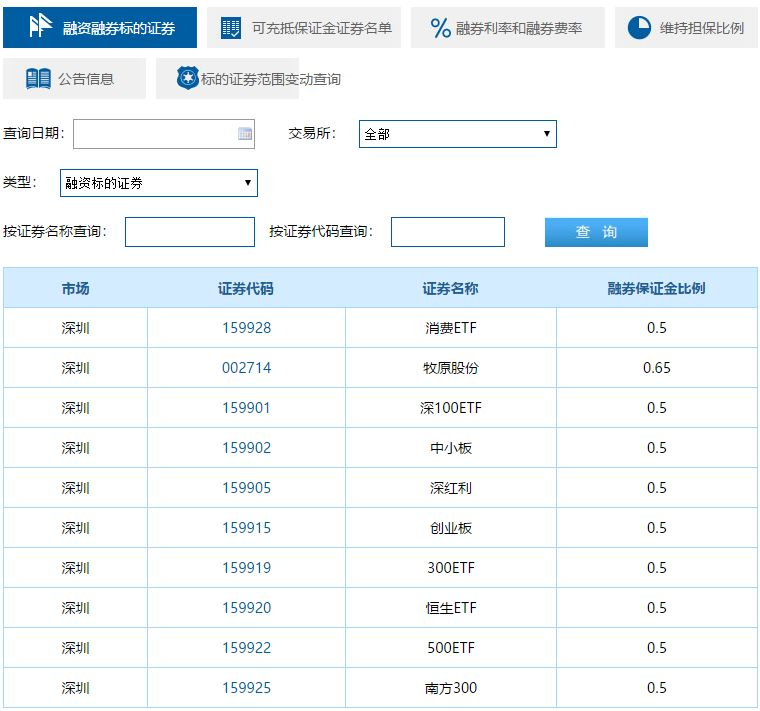 融资融券标的证券 可充抵保证金证券名单 融券利率和融券费率 维持担保比例
公告信息 标的证券范围变动查询
查询日期： 交易所： 全部
类型： 融资标的证券
按证券名称查询： 按证券代码查询： 查 询
市场 证券代码 证券名称 融券保证金比例
深圳 159928 消费ETF 0.5
深圳 002714 牧原股份 0.65
深圳 159901 深100ETF 0.5
深圳 159902 中小板 0.5
深圳 159905 深红利 0.5
深圳 159915 创业板 0.5
深圳 159919 300ETF 0.5
深圳 159920 恒生ETF 0.5
深圳 159922 500ETF 0.5
深圳 159925 南方300 0.5